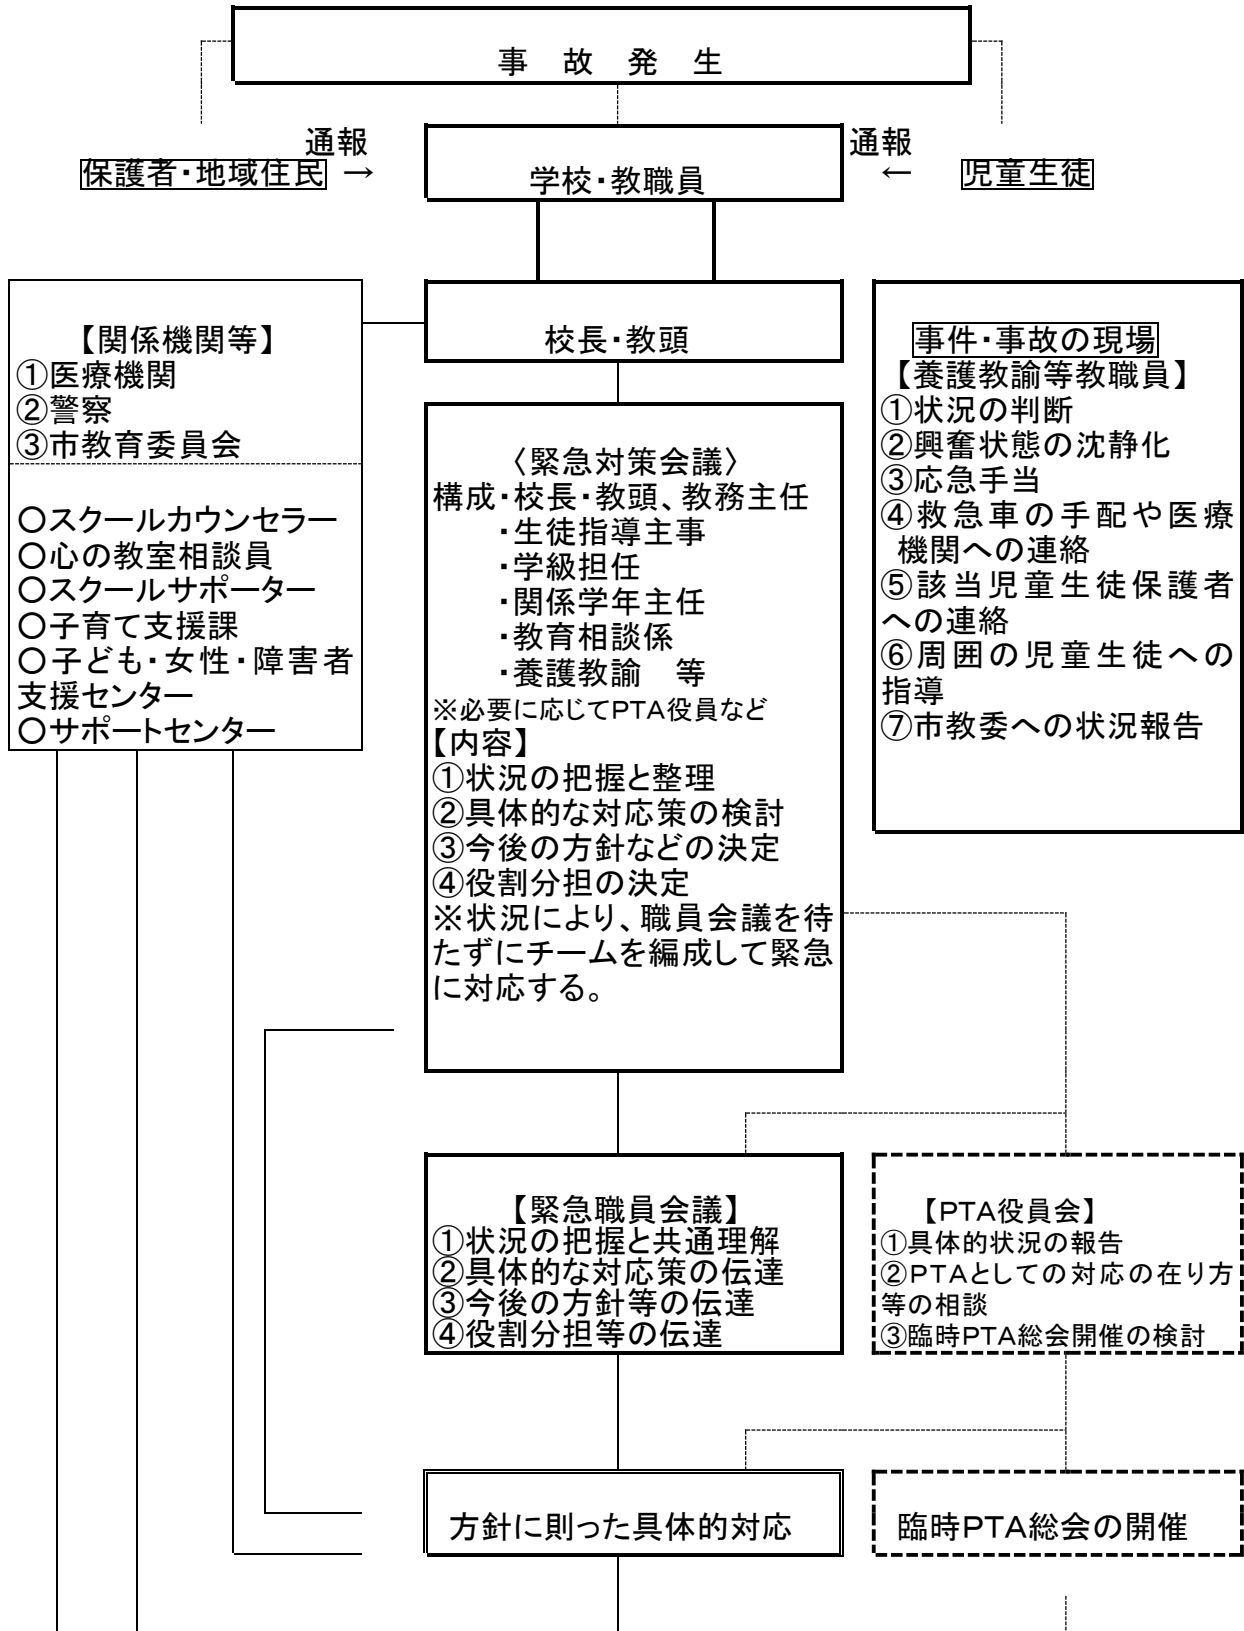 事　故　発　生
通報
保護者・地域住民 →
学校・教職員
通報
← 児童生徒
【関係機関等】
①医療機関
②警察
③市教育委員会
○スクールカウンセラー
○心の教室相談員
○スクールサポーター
○子育て支援課
○子ども・女性・障害者
支援センター
○サポートセンター
校長・教頭
〈緊急対策会議〉
構成・校長・教頭、教務主任
・生徒指導主事
・学級担任
・関係学年主任
・教育相談係
・養護教諭　等
※必要に応じてPTA役員など
【内容】
①状況の把握と整理
②具体的な対応策の検討
③今後の方針などの決定
④役割分担の決定
※状況により、職員会議を待
たずにチームを編成して緊急
に対応する。
事件・事故の現場
【養護教諭等教職員】
①状況の判断
②興奮状態の沈静化
③応急手当
④救急車の手配や医療
機関への連絡
⑤該当児童生徒保護者
への連絡
⑥周囲の児童生徒への
指導
⑦市教委への状況報告
【緊急職員会議】
①状況の把握と共通理解
②具体的な対応策の伝達
③今後の方針等の伝達
④役割分担等の伝達
【PTA役員会】
①具体的状況の報告
②PTAとしての対応の在り方
等の相談
③臨時PTA総会開催の検討
方針に則った具体的対応
臨時PTA総会の開催